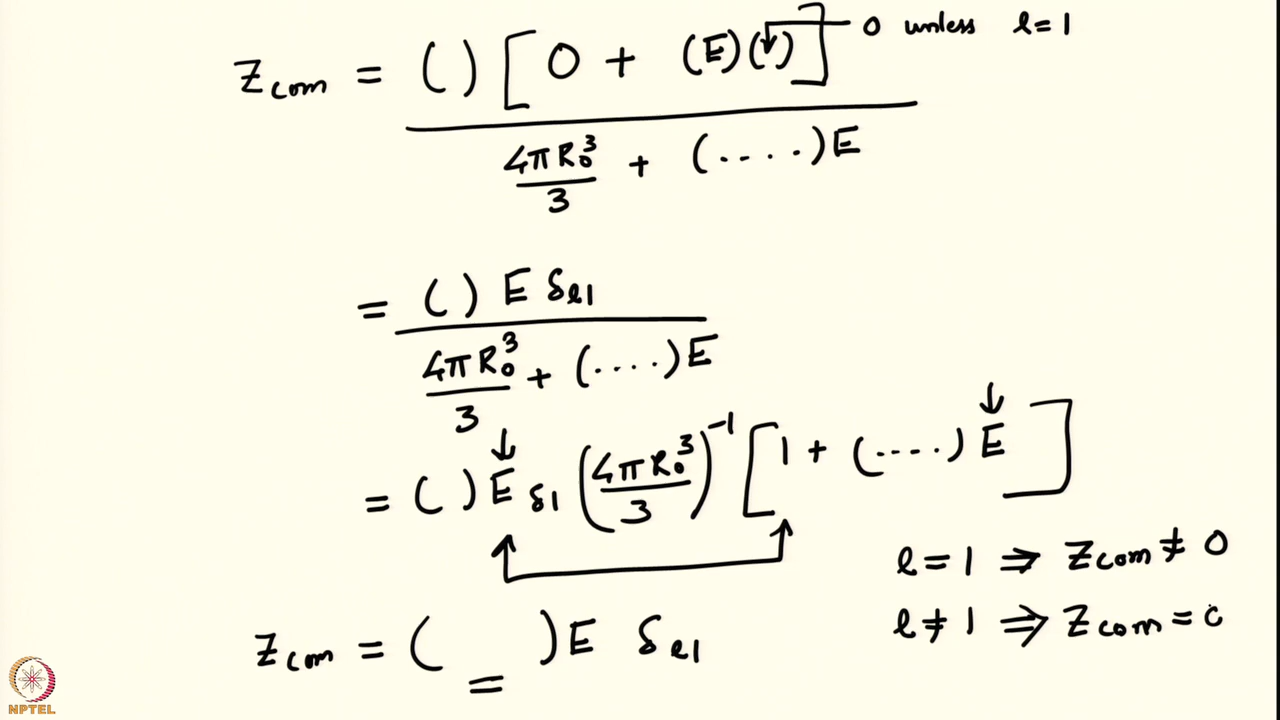 Z_com = ( ) [ 0 + (E)(↓) ] 0 unless l=1
4πR₀³/3 + (....)E
= ( ) E δ_l1
4πR₀³/3 + (....)E
= ( ) E δ1 (4πR₀³/3)⁻¹ [ 1 + (....) E ]
l = 1 ⇒ Z_com ≠ 0
l ≠ 1 ⇒ Z_com = 0
Z_com = ( ) E δ_l1
NPTEL